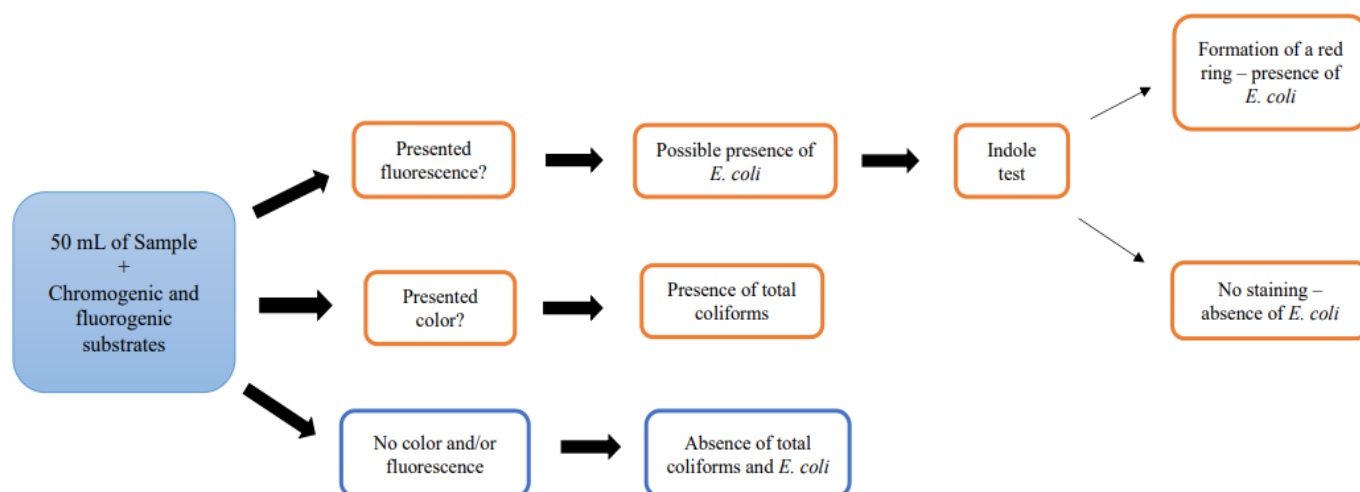 50 mL of Sample
+
Chromogenic and
fluorogenic
substrates
Presented
fluorescence?
Possible presence of
E. coli
Indole
test
Formation of a red
ring – presence of
E. coli
No staining –
absence of E. coli
Presented
color?
Presence of total
coliforms
No color and/or
fluorescence
Absence of total
coliforms and E. coli